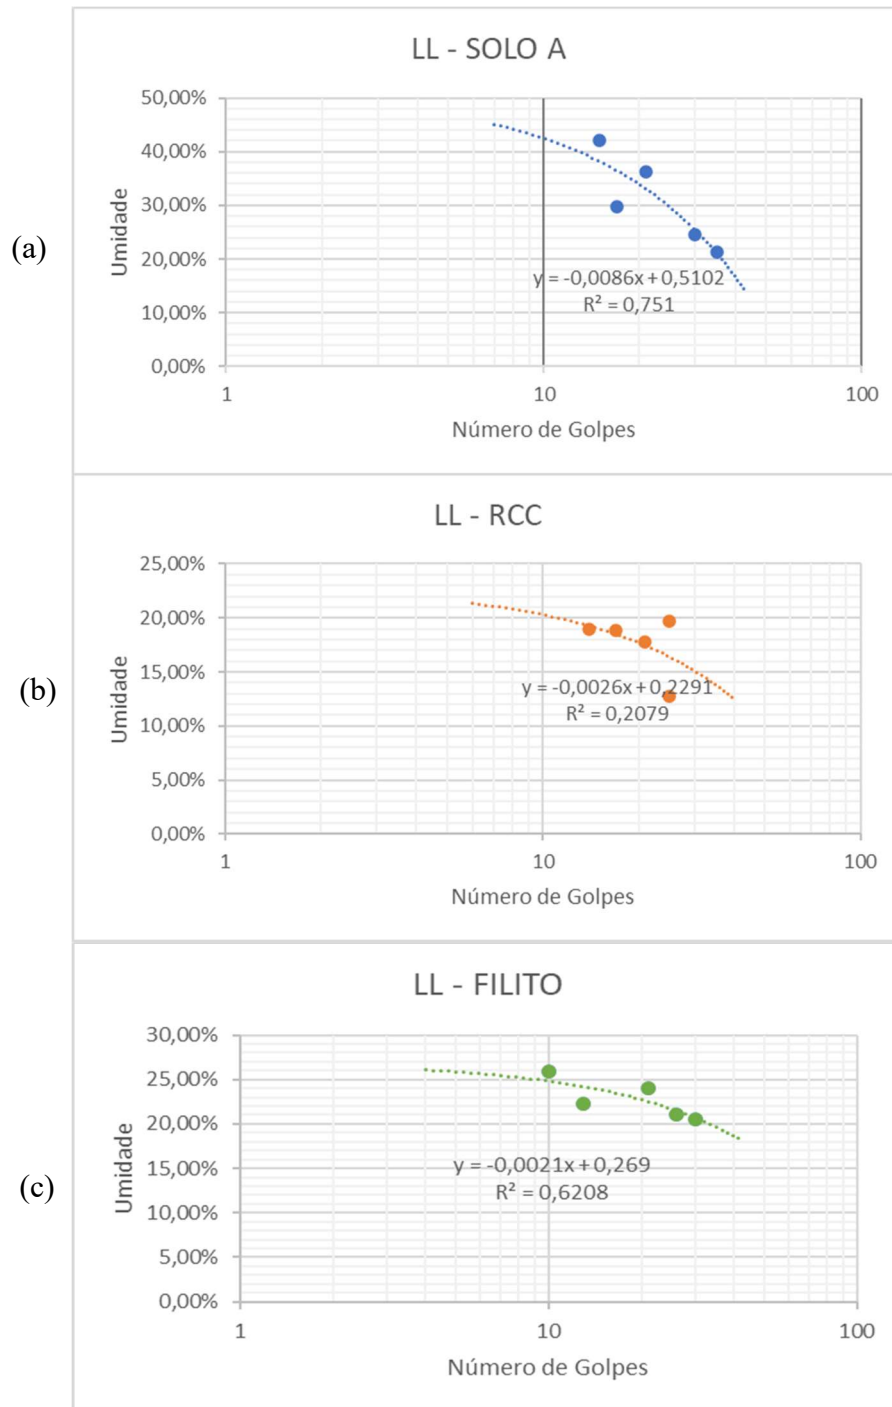 (a)
LL - SOLO A
50,00%
40,00%
30,00%
20,00%
10,00%
0,00%
Umidade
y = -0,0086x + 0,5102
R² = 0,751
1
10
100
Número de Golpes
(b)
LL - RCC
25,00%
20,00%
15,00%
10,00%
5,00%
0,00%
Umidade
y = -0,0026x + 0,2291
R² = 0,2079
1
10
100
Número de Golpes
(c)
LL - FILITO
30,00%
25,00%
20,00%
15,00%
10,00%
5,00%
0,00%
Umidade
y = -0,0021x + 0,269
R² = 0,6208
1
10
100
Número de Golpes